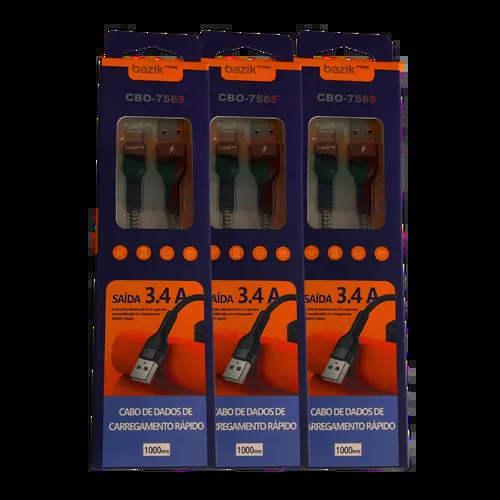 bazik
CBO-7565
SAÍDA 3.4 A
CABO DE DADOS DE
CARREGAMENTO RÁPIDO
1000mm
bazik
CBO-7565
SAÍDA 3.4 A
CABO DE DADOS DE
CARREGAMENTO RÁPIDO
1000mm
bazik
CBO-7565
SAÍDA 3.4 A
CABO DE DADOS DE
CARREGAMENTO RÁPIDO
1000mm